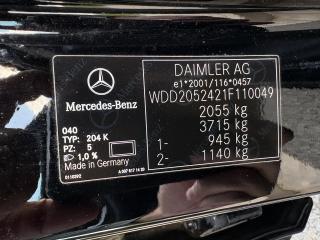 DAIMLER AG
e1*2001/116*0457
WDD2052421F110049
2055 kg
3715 kg
1- 945 kg
2- 1140 kg
Mercedes-Benz
040
TYP: 204 K
PZ: 5
1,0 %
Made in Germany